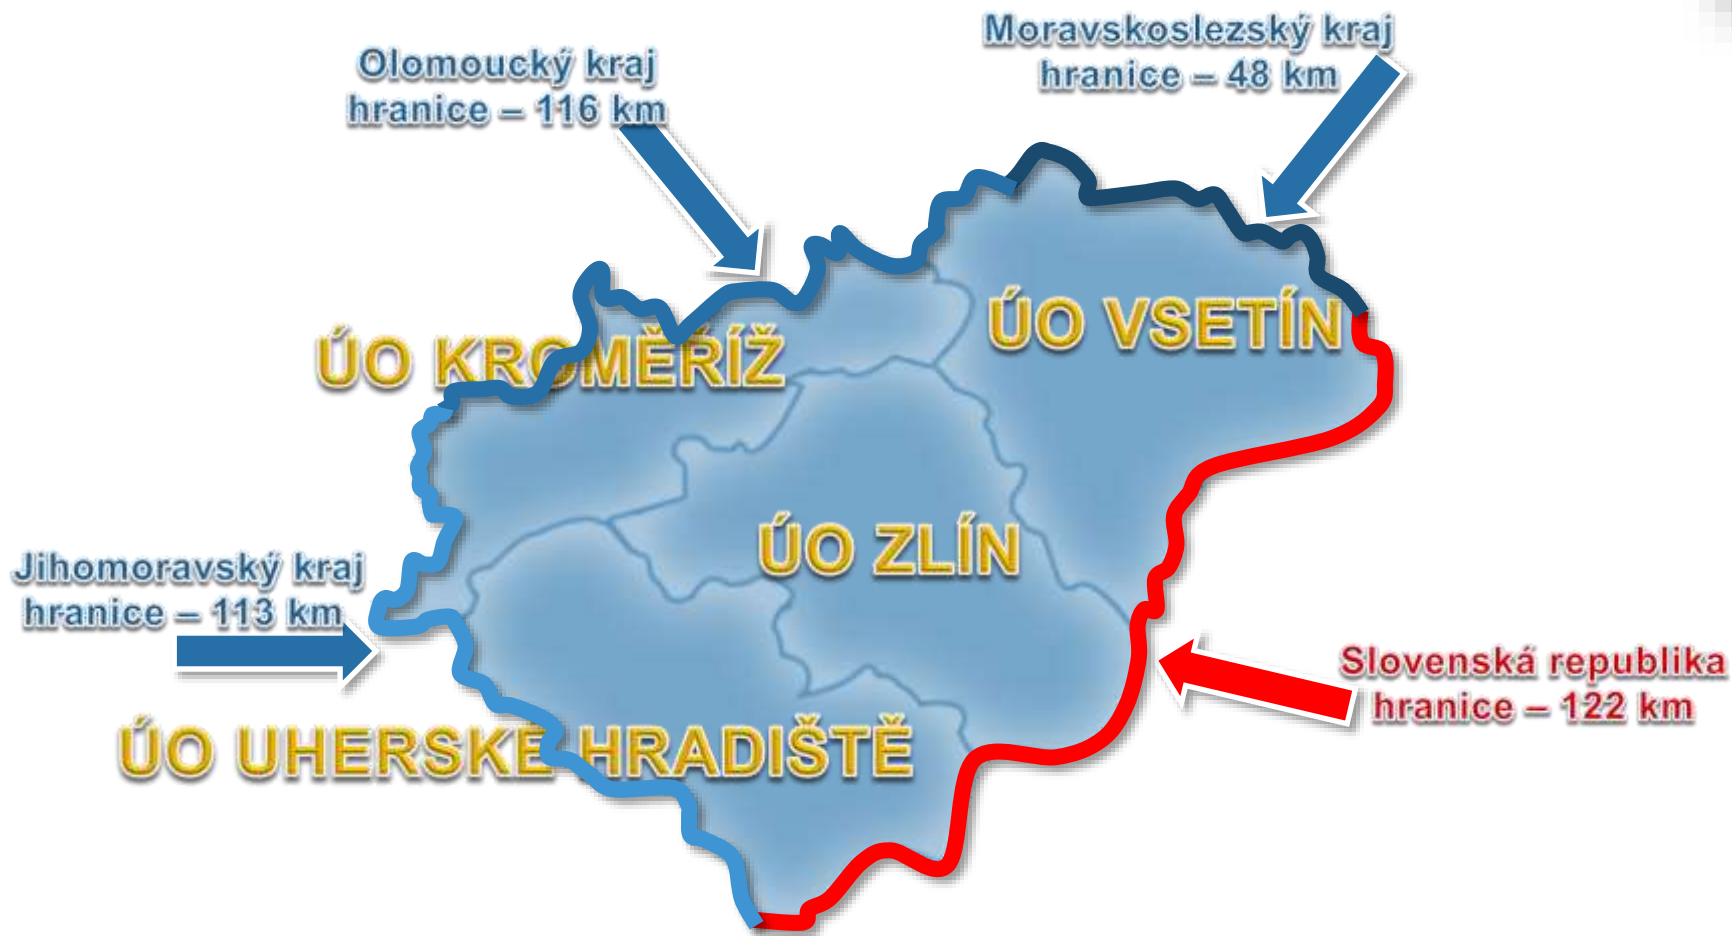 Moravskoslezský kraj
hranice – 48 km
Olomoucký kraj
hranice – 116 km
ÚO VSETÍN
ÚO KROMĚŘÍŽ
ÚO ZLÍN
Jihomoravský kraj
hranice – 113 km
Slovenská republika
hranice – 122 km
ÚO UHERSKÉ HRADIŠTĚ